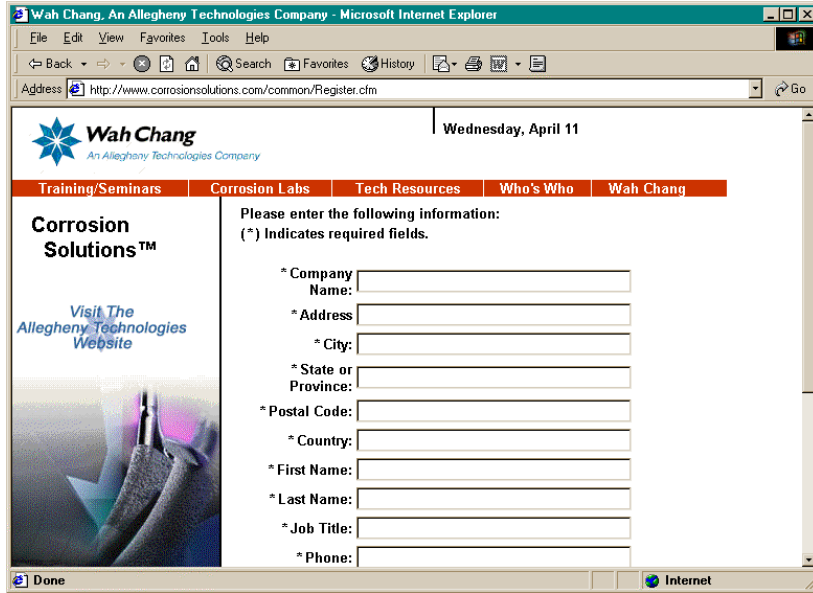 Wah Chang, An Allegheny Technologies Company - Microsoft Internet Explorer
File Edit View Favorites Tools Help
Back Search Favorites History
Address http://www.corrosionsolutions.com/common/Register.cfm Go
Wah Chang
An Allegheny Technologies Company
Wednesday, April 11
Training/Seminars Corrosion Labs Tech Resources Who's Who Wah Chang
Corrosion
Solutions™
Visit The
Allegheny Technologies
Website
Please enter the following information:
(*) Indicates required fields.
* Company
Name:
* Address
* City:
* State or
Province:
* Postal Code:
* Country:
* First Name:
* Last Name:
* Job Title:
* Phone:
Done Internet